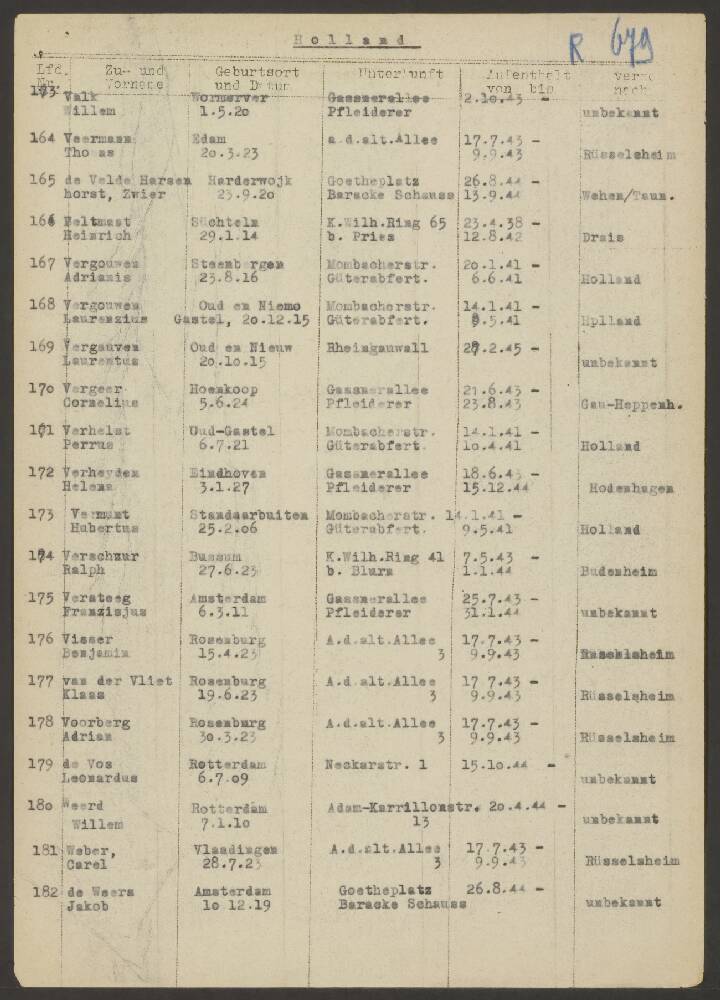 Holland
R 679
Lfd. Zu- und Geburtsort Unterkunft Aufenthalt verzo
Nr. Vorname und Datum von bis nach
Valk Wormerver Gassnerallee 2.10.43 -
Willem 1.5.20 Pfleiderer unbekannt
164 Veermann Edam a.d.alt.Allee 17.7.43 -
Thomas 20.3.23 9.9.43 Rüsselsheim
165 de Velde Harsen Harderwojk Goetheplatz 26.8.44 -
horst, Zwier 23.9.20 Baracke Schauss 13.9.44 Wehen/Taun.
166 Veltmast Süchteln K.Wilh.Ring 65 23.4.38 -
Heinrich 29.1.14 b. Pries 12.8.42 Drais
167 Vergouwen Steenbergen Mombacherstr. 20.1.41 -
Adrianis 23.8.16 Güterabfert. 6.6.41 Holland
168 Vergouwen Oud en Niemo Mombacherstr. 14.1.41 -
Laurenzius Gastel, 20.12.15 Güterabfert. 9.5.41 Hplland
169 Vergauven Oud en Nieuw Rheingauwall 2.45 -
Laurentus 20.10.15 unbekannt
170 Vergeer Hoenkoop Gassnerallee 21.6.43 -
Cornelius 5.6.24 Pfleiderer 23.8.43 Gau-Heppenh.
171 Verhelst Oud-Gastel Mombacherstr. 14.1.41 -
Perrus 6.7.21 Güterabfert. 10.4.41 Holland
172 Verheyden Eindhoven Gassnerallee 18.6.43 -
Helena 3.1.27 Pfleiderer 15.12.44 Hodenhagen
173 Vermunt Standaarbuiten Mombacherstr. 14.1.41 -
Hubertus 25.2.06 Güterabfert. 9.5.41 Holland
174 Verschzur Bussum K.Wilh.Ring 41 7.5.43 -
Ralph 27.6.23 b. Blurm 1.1.44 Budenheim
175 Verateeg Amsterdam Gassnerallee 25.7.43 -
Franzisjus 6.3.11 Pfleiderer 31.1.44 unbekannt
176 Visser Rosenburg A.d.alt.Allee 17.7.43 -
Benjamin 15.4.23 3 9.9.43 Rüsselsheim
177 van der Vliet Rosenburg A.d.alt.Allee 17 7.43 -
Klaas 19.6.23 3 9.9.43 Rüsselsheim
178 Voorberg Rosenburg A.d.alt.Allee 17.7.43 -
Adrian 30.3.23 3 9.9.43 Rüsselsheim
179 de Vos Rotterdam Neckarstr. 1 15.10.44 -
Leonardus 6.7.09 unbekannt
180 Weerd Rotterdam Adam-Karrillonstr. 20.4.44 -
Willem 7.1.10 13 unbekannt
181 Weber, Vlaadingen A.d.alt.Allee 17.7.43 -
Carel 28.7.23 3 9.9.43 Rüsselsheim
182 de Weers Amsterdam Goetheplatz 26.8.44 -
Jakob 10 12.19 Baracke Schauss unbekannt